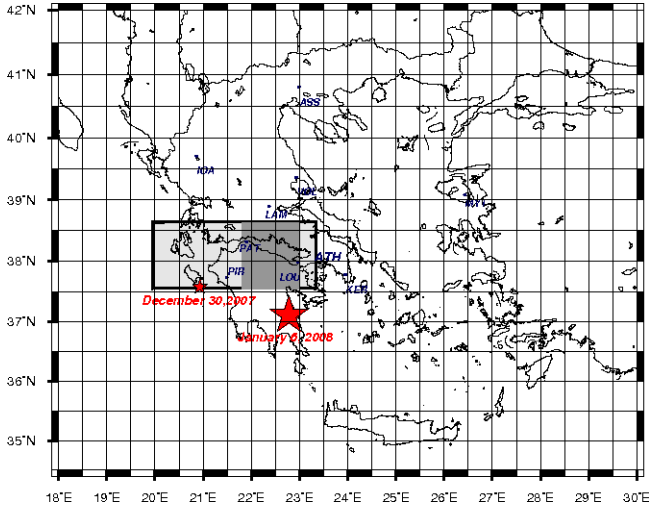 42°N
41°N
ASS
40°N
IOA
39°N
LAM
PAT
ATH
38°N
PIR
LOU
KER
December 30,2007
37°N
January 6, 2008
36°N
35°N
18°E 19°E 20°E 21°E 22°E 23°E 24°E 25°E 26°E 27°E 28°E 29°E 30°E